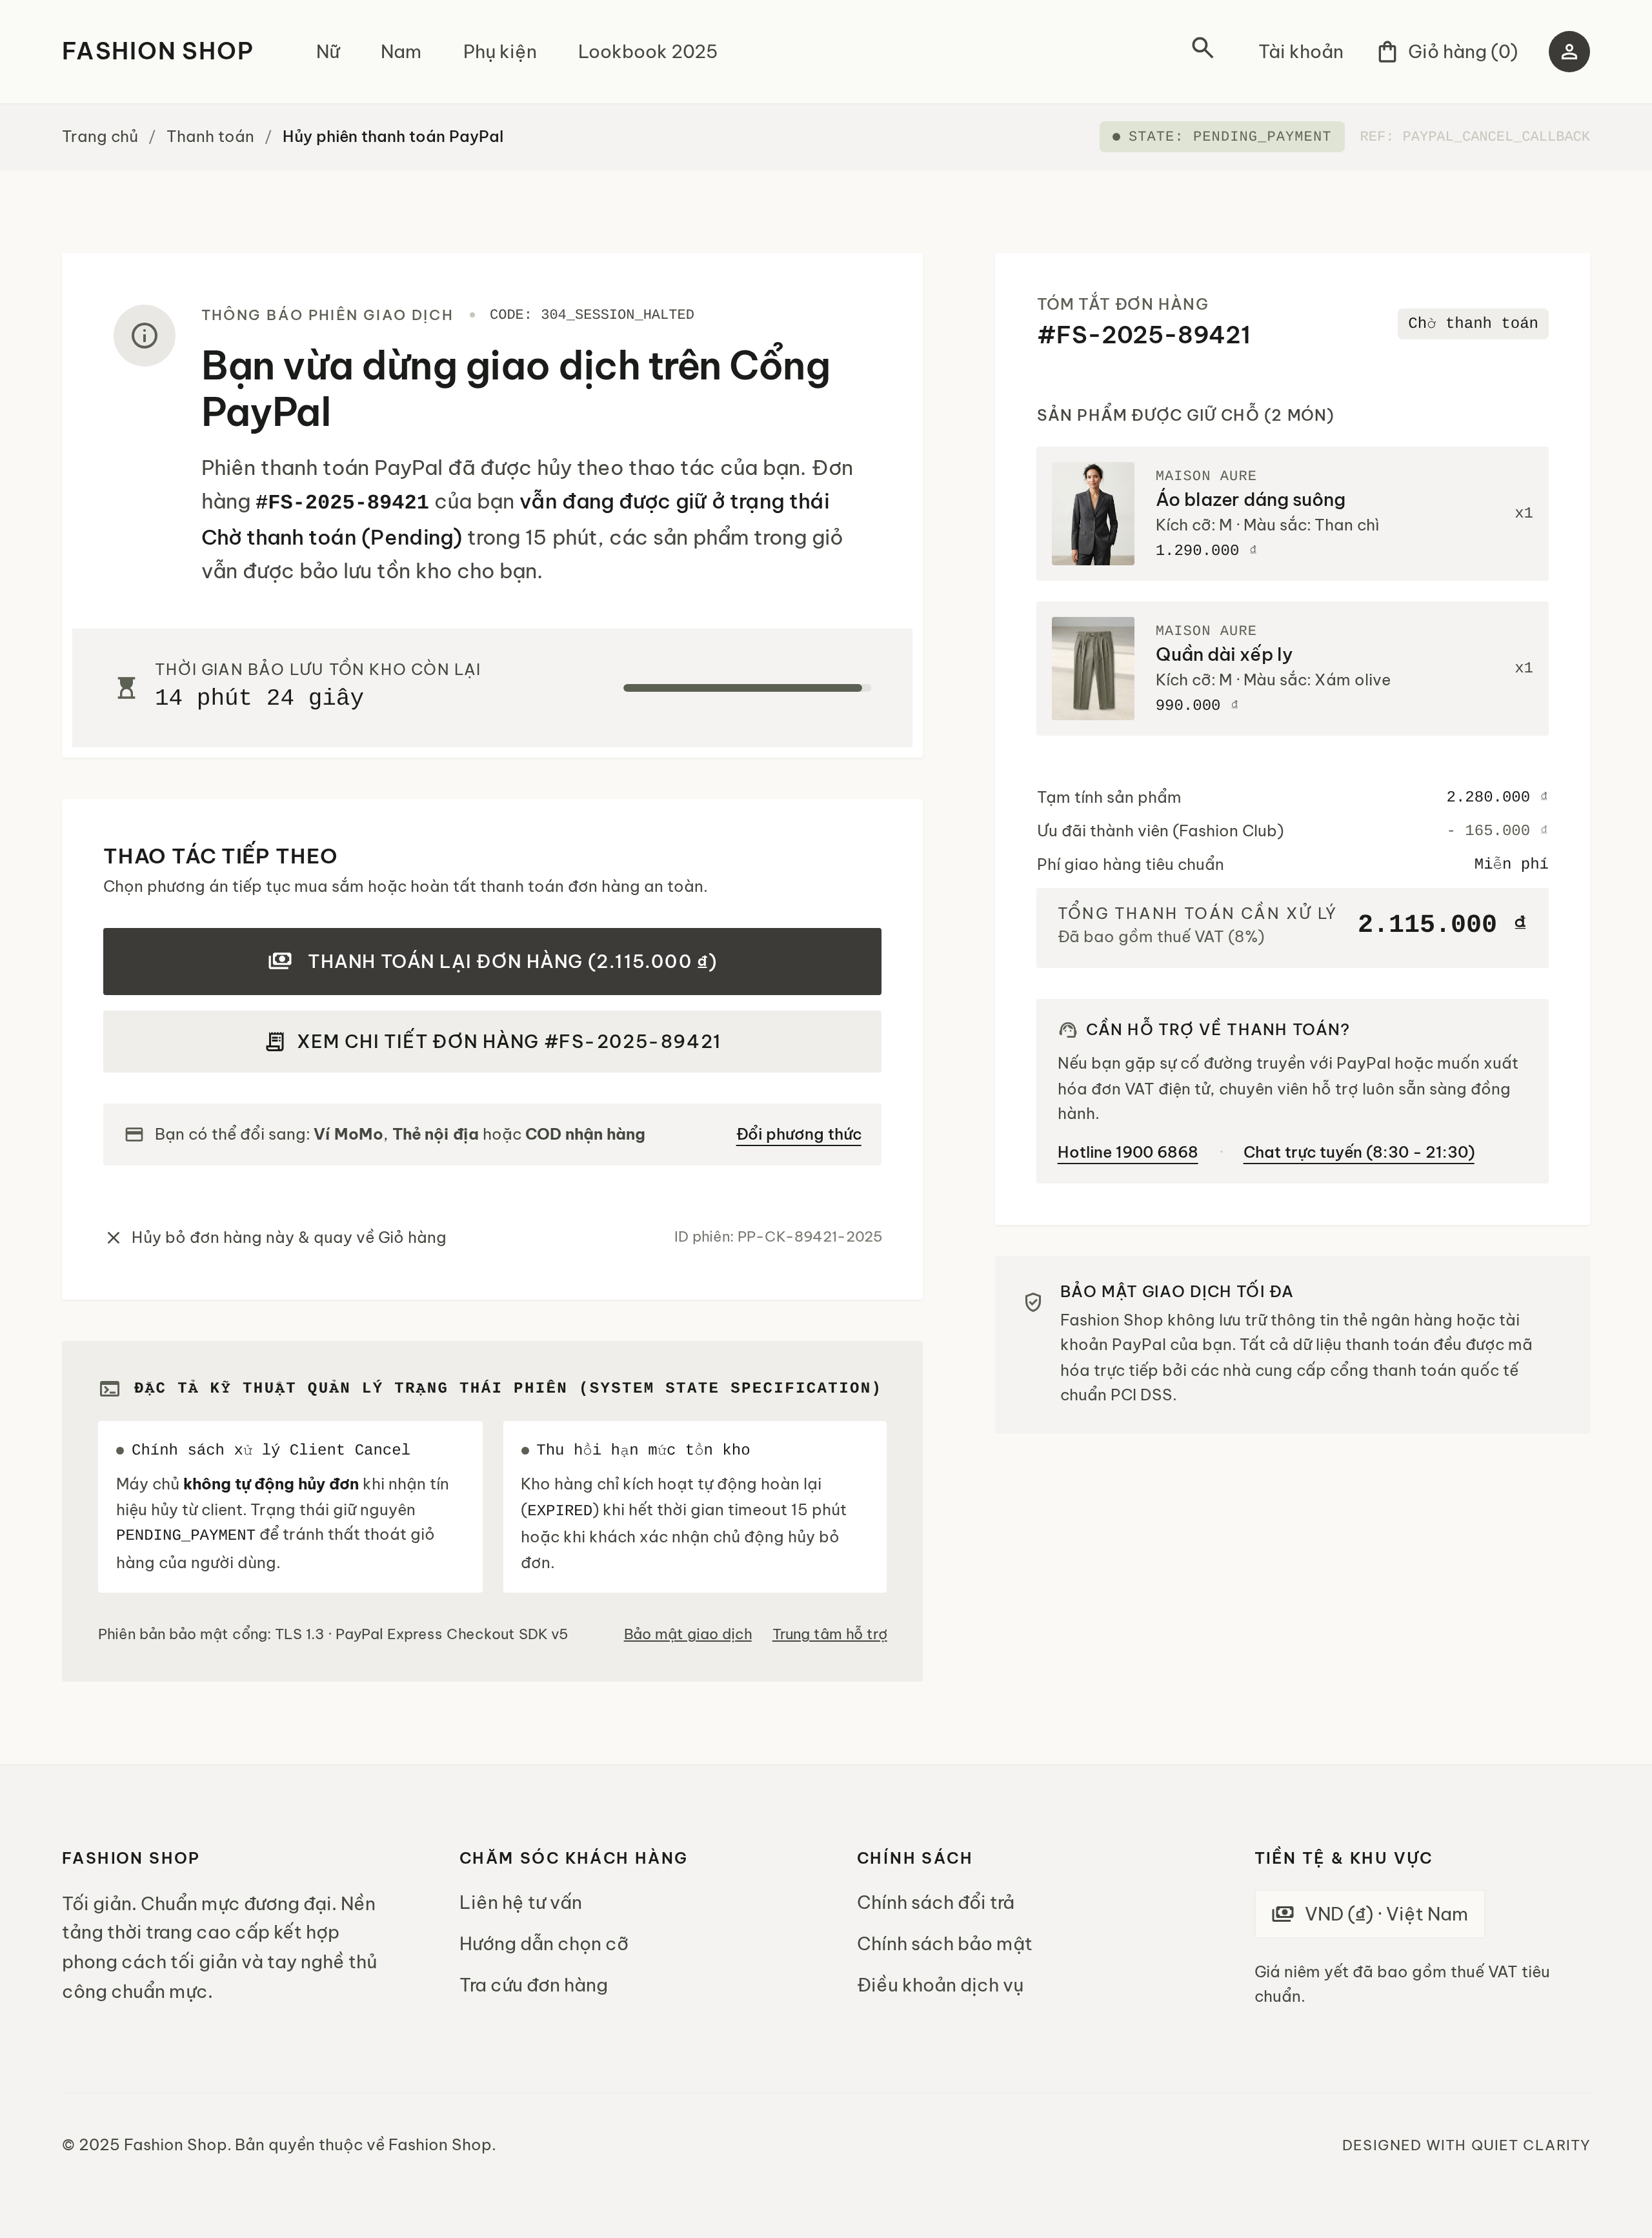 FASHION SHOP
Nữ
Nam
Phụ kiện
Lookbook 2025
Tài khoản
Giỏ hàng (0)
Trang chủ / Thanh toán / Hủy phiên thanh toán PayPal
STATE: PENDING_PAYMENT
REF: PAYPAL_CANCEL_CALLBACK
THÔNG BÁO PHIÊN GIAO DỊCH
CODE: 304_SESSION_HALTED
Bạn vừa dừng giao dịch trên Cổng
PayPal
Phiên thanh toán PayPal đã được hủy theo thao tác của bạn. Đơn
hàng #FS-2025-89421 của bạn vẫn đang được giữ ở trạng thái
Chờ thanh toán (Pending) trong 15 phút, các sản phẩm trong giỏ
vẫn được bảo lưu tồn kho cho bạn.
THỜI GIAN BẢO LƯU TỒN KHO CÒN LẠI
14 phút 24 giây
THAO TÁC TIẾP THEO
Chọn phương án tiếp tục mua sắm hoặc hoàn tất thanh toán đơn hàng an toàn.
THANH TOÁN LẠI ĐƠN HÀNG (2.115.000 ₫)
XEM CHI TIẾT ĐƠN HÀNG #FS-2025-89421
Bạn có thể đổi sang: Ví MoMo, Thẻ nội địa hoặc COD nhận hàng
Đổi phương thức
Hủy bỏ đơn hàng này & quay về Giỏ hàng
ID phiên: PP-CK-89421-2025
ĐẶC TẢ KỸ THUẬT QUẢN LÝ TRẠNG THÁI PHIÊN (SYSTEM STATE SPECIFICATION)
Chính sách xử lý Client Cancel
Máy chủ không tự động hủy đơn khi nhận tín
hiệu hủy từ client. Trạng thái giữ nguyên
PENDING_PAYMENT để tránh thất thoát giỏ
hàng của người dùng.
Thu hồi hạn mức tồn kho
Kho hàng chỉ kích hoạt tự động hoàn lại
(EXPIRED) khi hết thời gian timeout 15 phút
hoặc khi khách xác nhận chủ động hủy bỏ
đơn.
Phiên bản bảo mật cổng: TLS 1.3 · PayPal Express Checkout SDK v5
Bảo mật giao dịch
Trung tâm hỗ trợ
TÓM TẮT ĐƠN HÀNG
#FS-2025-89421
Chờ thanh toán
SẢN PHẨM ĐƯỢC GIỮ CHỖ (2 MÓN)
MAISON AURE
Áo blazer dáng suông
Kích cỡ: M · Màu sắc: Than chì
1.290.000 ₫
x1
MAISON AURE
Quần dài xếp ly
Kích cỡ: M · Màu sắc: Xám olive
990.000 ₫
x1
Tạm tính sản phẩm
2.280.000 ₫
Ưu đãi thành viên (Fashion Club)
- 165.000 ₫
Phí giao hàng tiêu chuẩn
Miễn phí
TỔNG THANH TOÁN CẦN XỬ LÝ
Đã bao gồm thuế VAT (8%)
2.115.000 ₫
CẦN HỖ TRỢ VỀ THANH TOÁN?
Nếu bạn gặp sự cố đường truyền với PayPal hoặc muốn xuất
hóa đơn VAT điện tử, chuyên viên hỗ trợ luôn sẵn sàng đồng
hành.
Hotline 1900 6868 · Chat trực tuyến (8:30 - 21:30)
BẢO MẬT GIAO DỊCH TỐI ĐA
Fashion Shop không lưu trữ thông tin thẻ ngân hàng hoặc tài
khoản PayPal của bạn. Tất cả dữ liệu thanh toán đều được mã
hóa trực tiếp bởi các nhà cung cấp cổng thanh toán quốc tế
chuẩn PCI DSS.
FASHION SHOP
Tối giản. Chuẩn mực đương đại. Nền
tảng thời trang cao cấp kết hợp
phong cách tối giản và tay nghề thủ
công chuẩn mực.
CHĂM SÓC KHÁCH HÀNG
Liên hệ tư vấn
Hướng dẫn chọn cỡ
Tra cứu đơn hàng
CHÍNH SÁCH
Chính sách đổi trả
Chính sách bảo mật
Điều khoản dịch vụ
TIỀN TỆ & KHU VỰC
VND (₫) · Việt Nam
Giá niêm yết đã bao gồm thuế VAT tiêu
chuẩn.
© 2025 Fashion Shop. Bản quyền thuộc về Fashion Shop.
DESIGNED WITH QUIET CLARITY